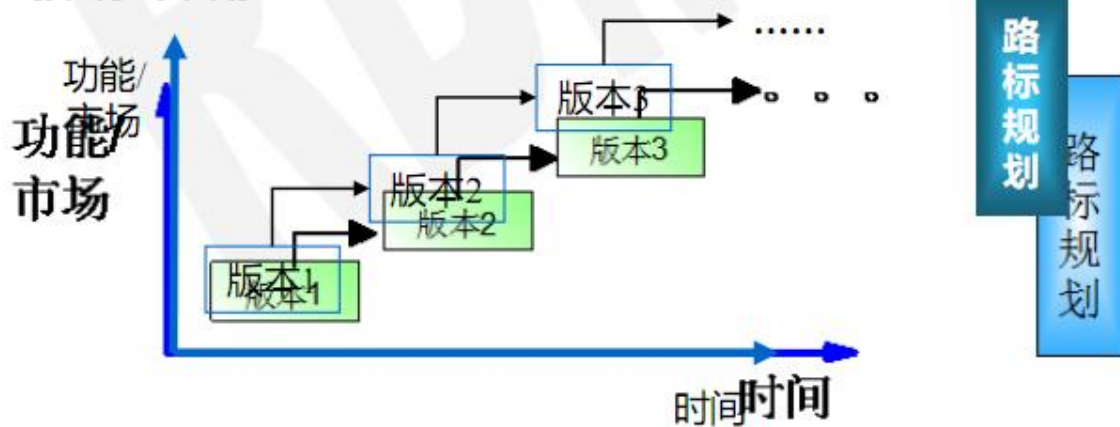 ......
功能/
市场
功能/
市场
版本3
。。。
版本3
版本2
版本2
版本1
版本1
时间
时间
路标规划
路标规划